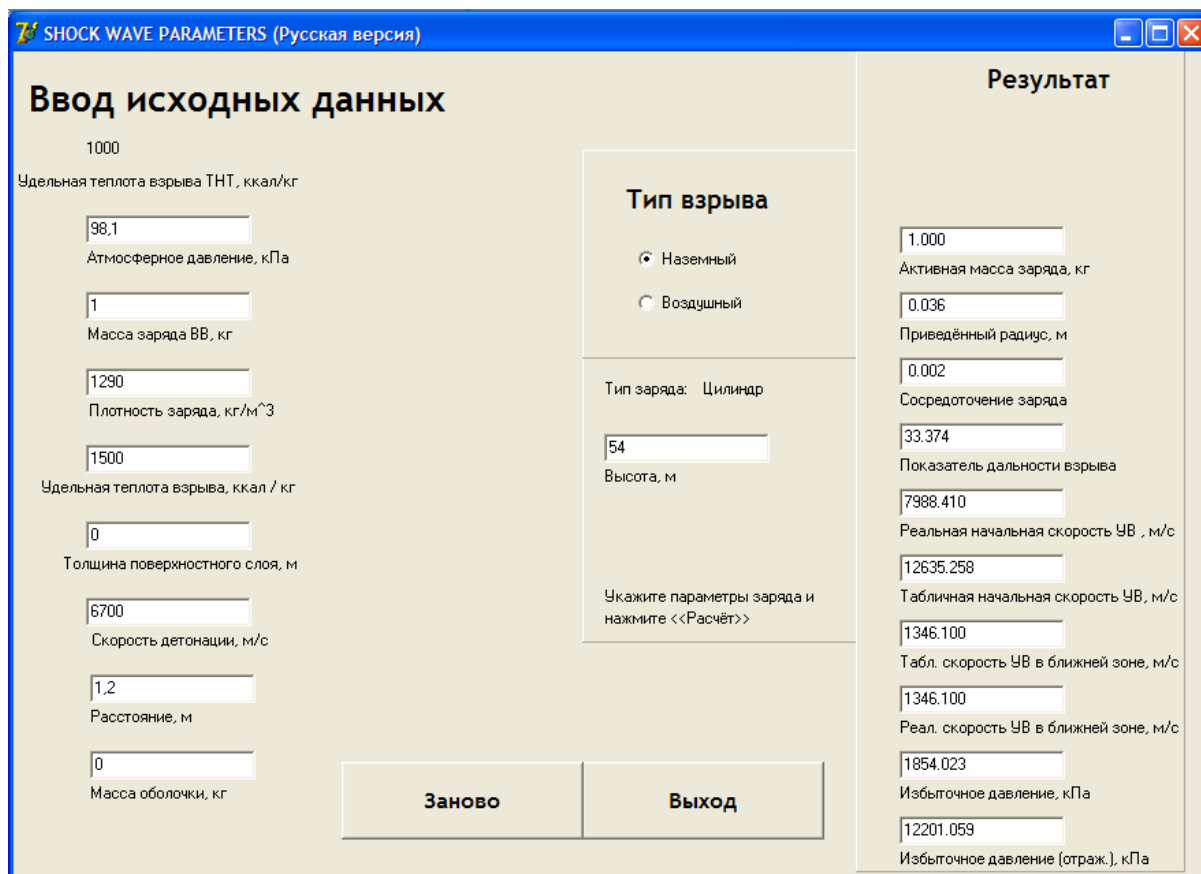 SHOCK WAVE PARAMETERS (Русская версия)
Ввод исходных данных
1000
Удельная теплота взрыва ТНТ, ккал/кг
98,1
Атмосферное давление, кПа
1
Масса заряда ВВ, кг
1290
Плотность заряда, кг/м^3
1500
Удельная теплота взрыва, ккал / кг
0
Толщина поверхностного слоя, м
6700
Скорость детонации, м/с
1,2
Расстояние, м
0
Масса оболочки, кг
Тип взрыва
Наземный
Воздушный
Тип заряда: Цилиндр
54
Высота, м
Укажите параметры заряда и
нажмите <<Расчёт>>
Заново
Выход
Результат
1.000
Активная масса заряда, кг
0.036
Приведённый радиус, м
0.002
Сосредоточение заряда
33.374
Показатель дальности взрыва
7988.410
Реальная начальная скорость УВ , м/с
12635.258
Табличная начальная скорость УВ, м/с
1346.100
Табл. скорость УВ в ближней зоне, м/с
1346.100
Реал. скорость УВ в ближней зоне, м/с
1854.023
Избыточное давление, кПа
12201.059
Избыточное давление (отраж.), кПа